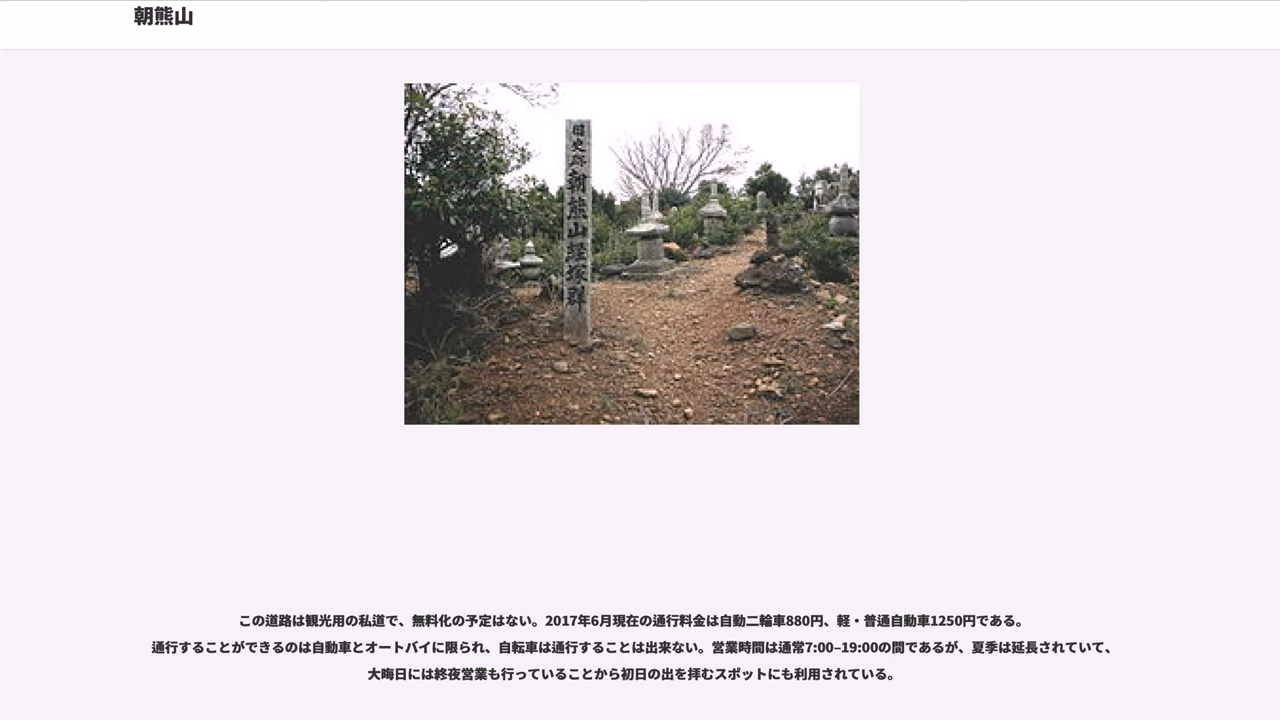 朝熊山
旧史跡朝熊山経塚群
この道路は観光用の私道で、無料化の予定はない。2017年6月現在の通行料金は自動二輪車880円、軽・普通自動車1250円である。
通行することができるのは自動車とオートバイに限られ、自転車は通行することは出来ない。営業時間は通常7:00–19:00の間であるが、夏季は延長されていて、
大晦日には終夜営業も行っていることから初日の出を拝むスポットにも利用されている。